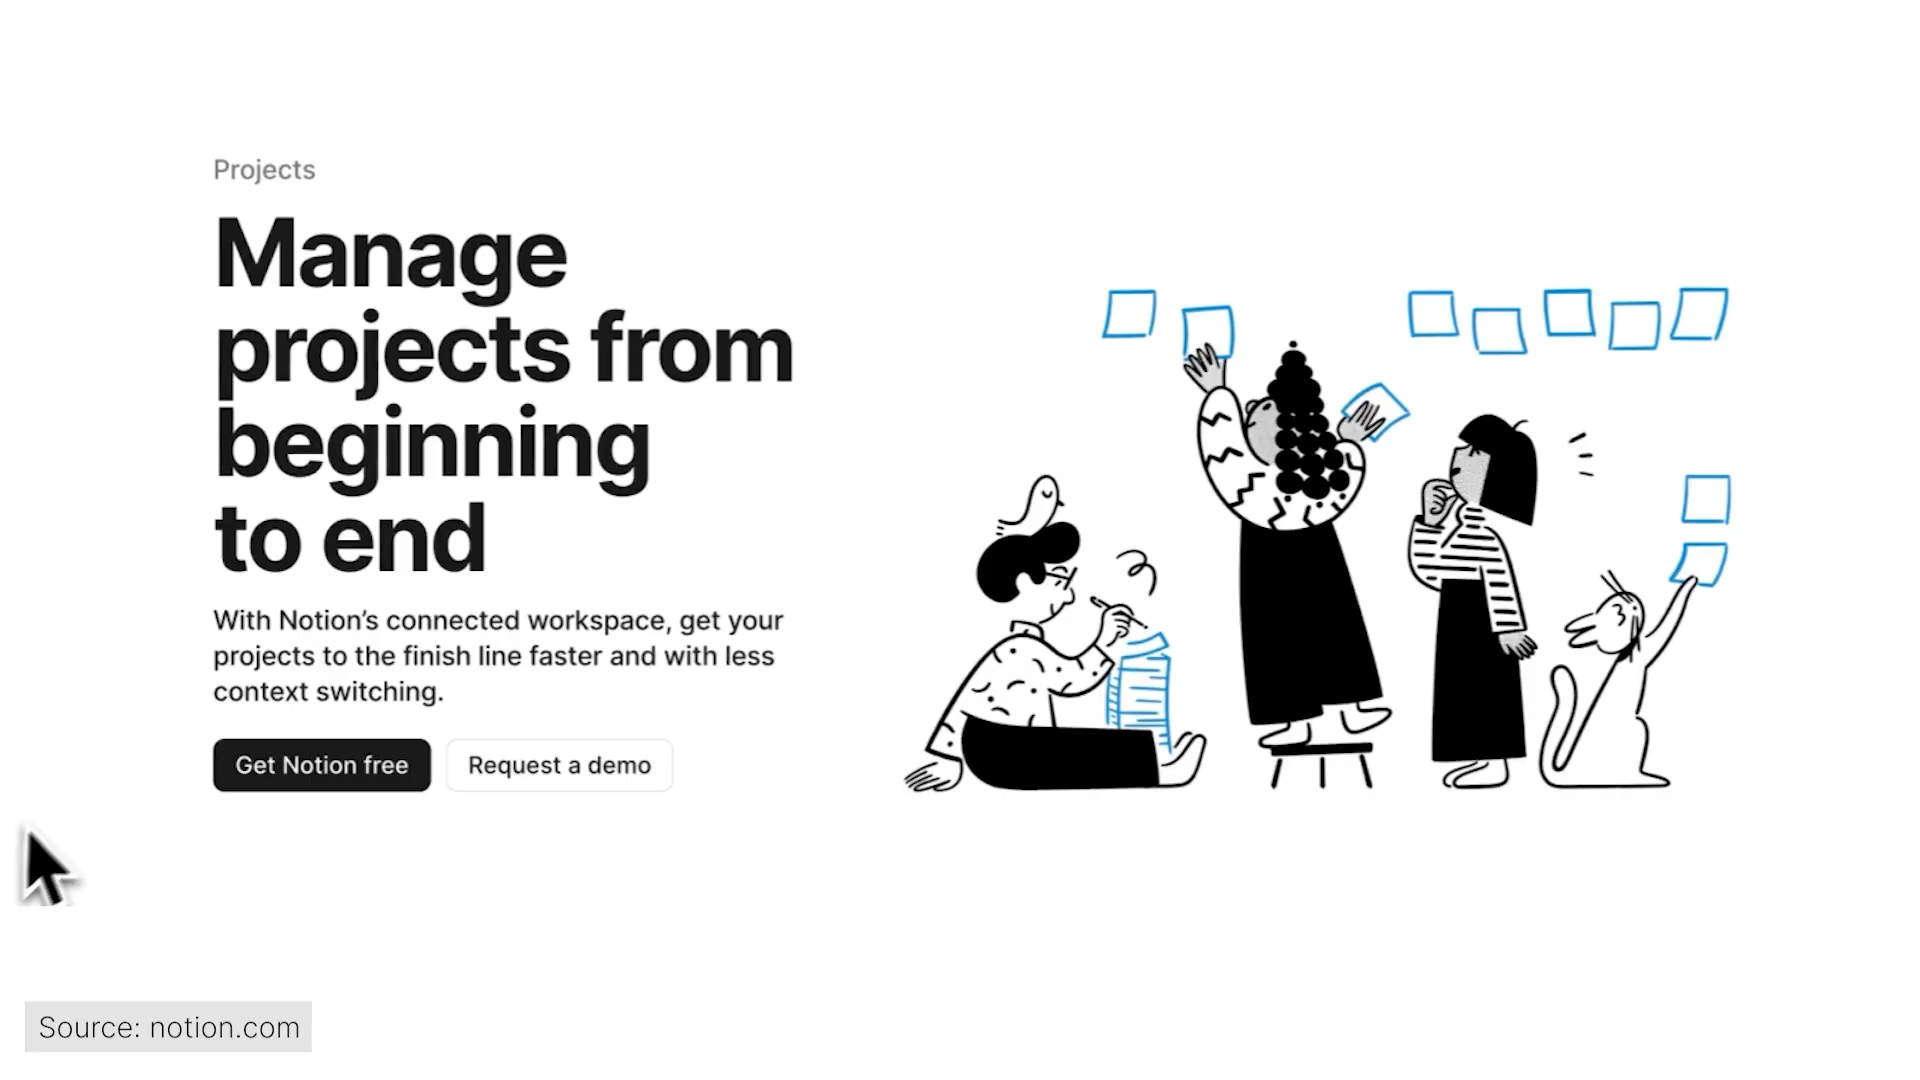 Projects
Manage
projects from
beginning
to end
With Notion’s connected workspace, get your
projects to the finish line faster and with less
context switching.
Get Notion free
Request a demo
Source: notion.com